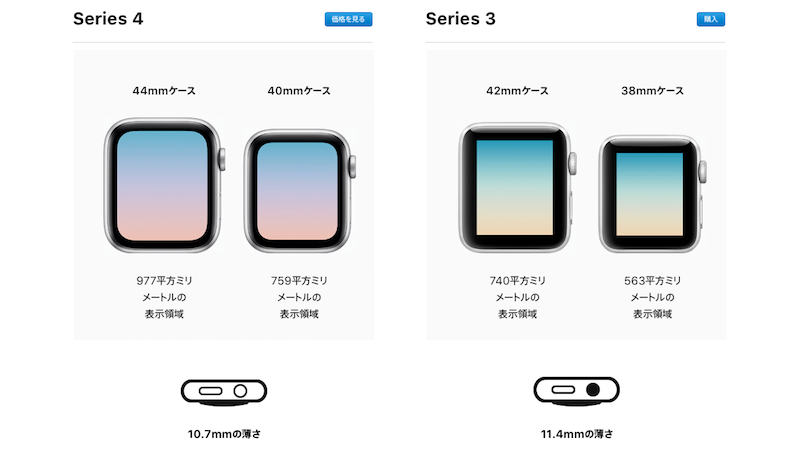 Series 4
価格を見る
44mmケース
40mmケース
977平方ミリ
メートルの
表示領域
759平方ミリ
メートルの
表示領域
10.7mmの薄さ
Series 3
購入
42mmケース
38mmケース
740平方ミリ
メートルの
表示領域
563平方ミリ
メートルの
表示領域
11.4mmの薄さ